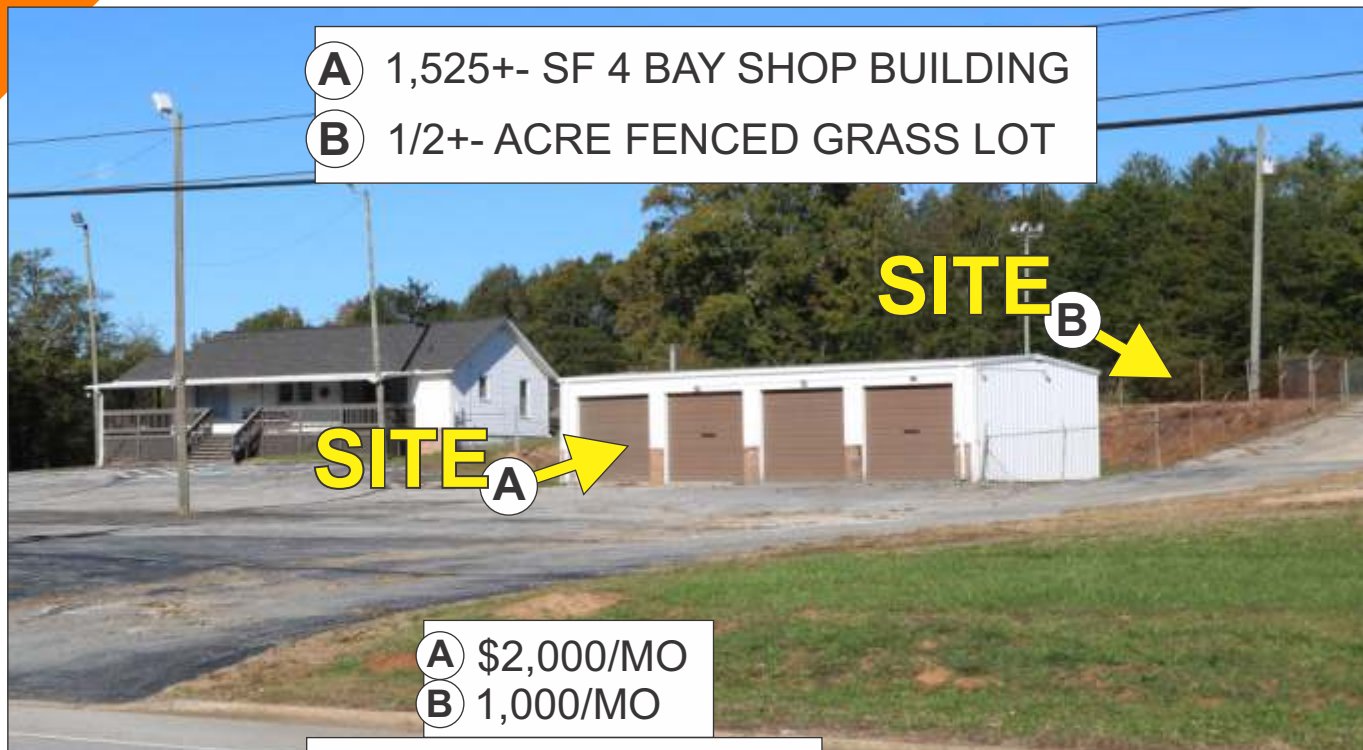 A 1,525+- SF 4 BAY SHOP BUILDING
B 1/2+- ACRE FENCED GRASS LOT
SITE
B
SITE
A
A $2,000/MO
B 1,000/MO